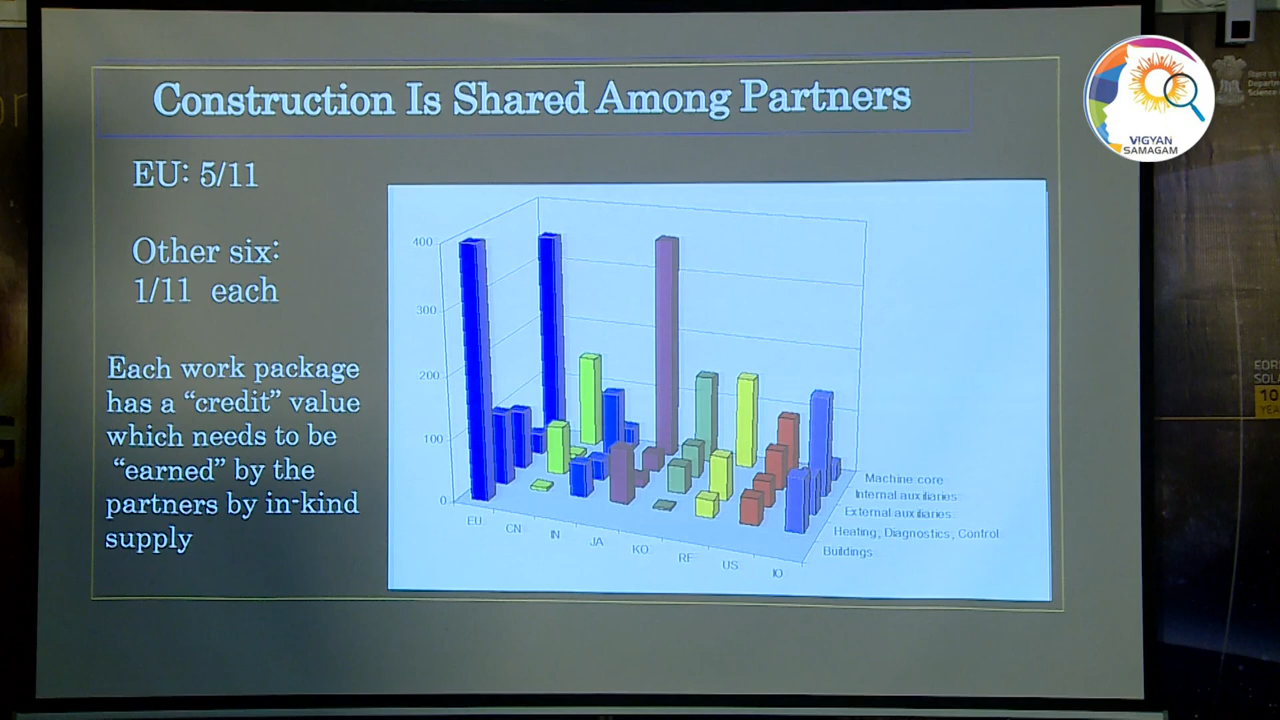 Construction Is Shared Among Partners
EU: 5/11
Other six:
1/11 each
Each work package
has a “credit” value
which needs to be
“earned” by the
partners by in-kind
supply
400
300
200
100
0
EU
CN
IN
JA
KO
RF
US
IO
Machine core
Internal auxiliaries
External auxiliaries
Heating, Diagnostics, Control
Buildings
VIGYAN
SAMAGAM
10